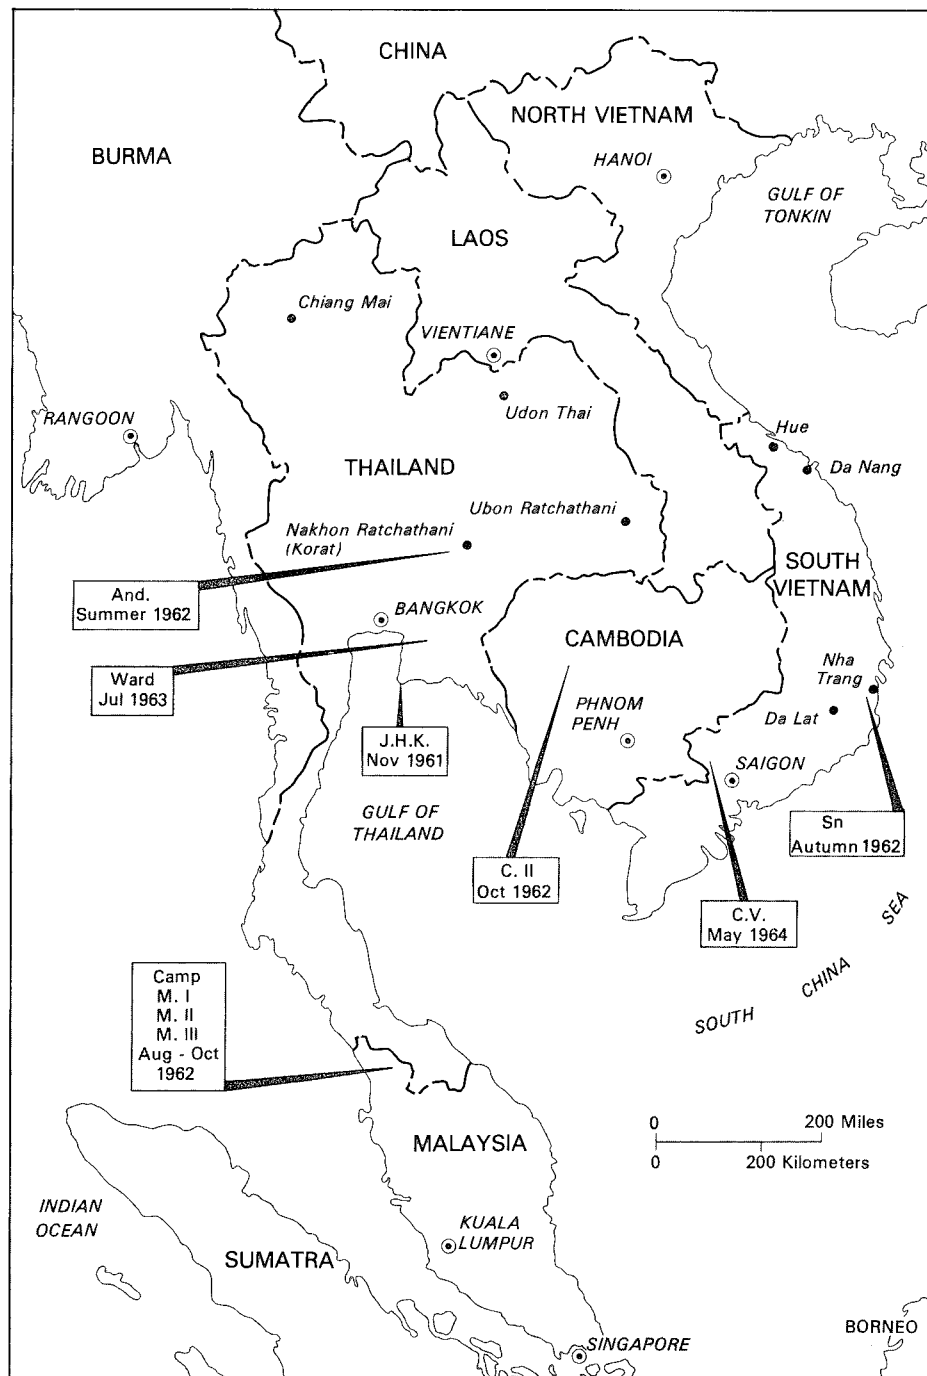 CHINA
NORTH VIETNAM
BURMA
HANOI
GULF OF
TONKIN
LAOS
Chiang Mai
VIENTIANE
Udon Thai
RANGOON
Hue
THAILAND
Da Nang
Ubon Ratchathani
Nakhon Ratchathani
(Korat)
SOUTH
VIETNAM
And.
Summer 1962
BANGKOK
CAMBODIA
Ward
Jul 1963
Nha
Trang
PHNOM
PENH
Da Lat
J.H.K.
Nov 1961
SAIGON
GULF OF
THAILAND
Sn
Autumn 1962
C. II
Oct 1962
C.V.
May 1964
SOUTH CHINA SEA
Camp
M. I
M. II
M. III
Aug - Oct
1962
0 200 Miles
0 200 Kilometers
MALAYSIA
INDIAN
OCEAN
KUALA
LUMPUR
SUMATRA
BORNEO
SINGAPORE